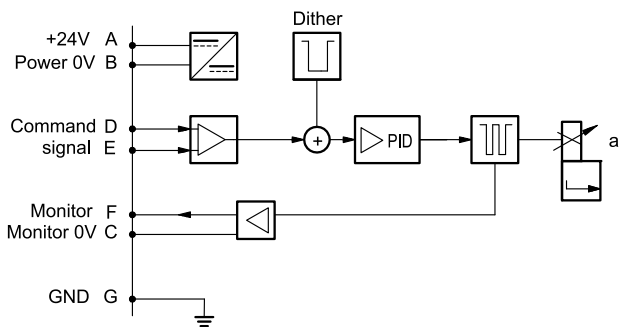 Dither
+24V A
Power 0V B
Command D
signal E
+
PID
a
Monitor F
Monitor 0V C
GND G